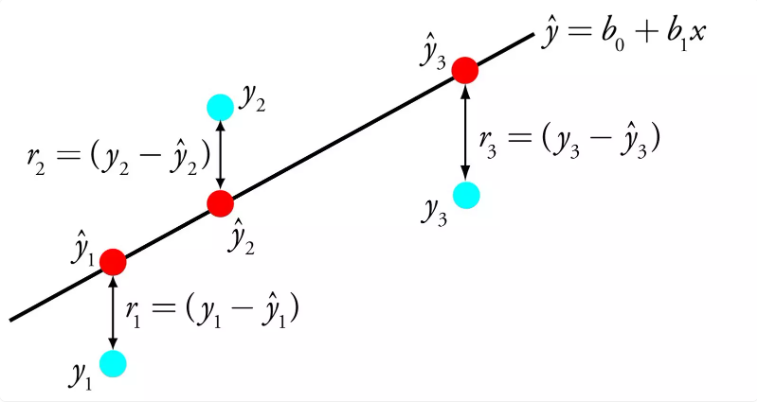 ŷ = b₀ + b₁x
ŷ₃
y₂
r₂ = (y₂ − ŷ₂)
r₃ = (y₃ − ŷ₃)
y₃
ŷ₂
ŷ₁
r₁ = (y₁ − ŷ₁)
y₁